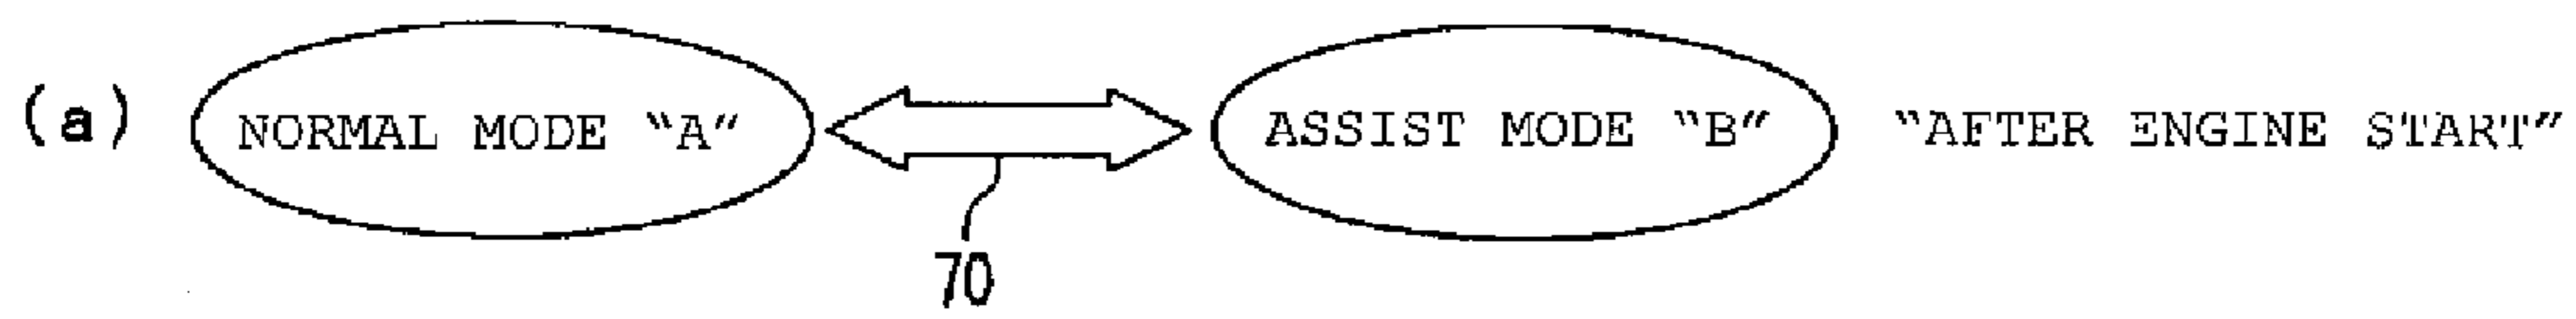 (a) NORMAL MODE “A” ASSIST MODE “B” “AFTER ENGINE START”
70